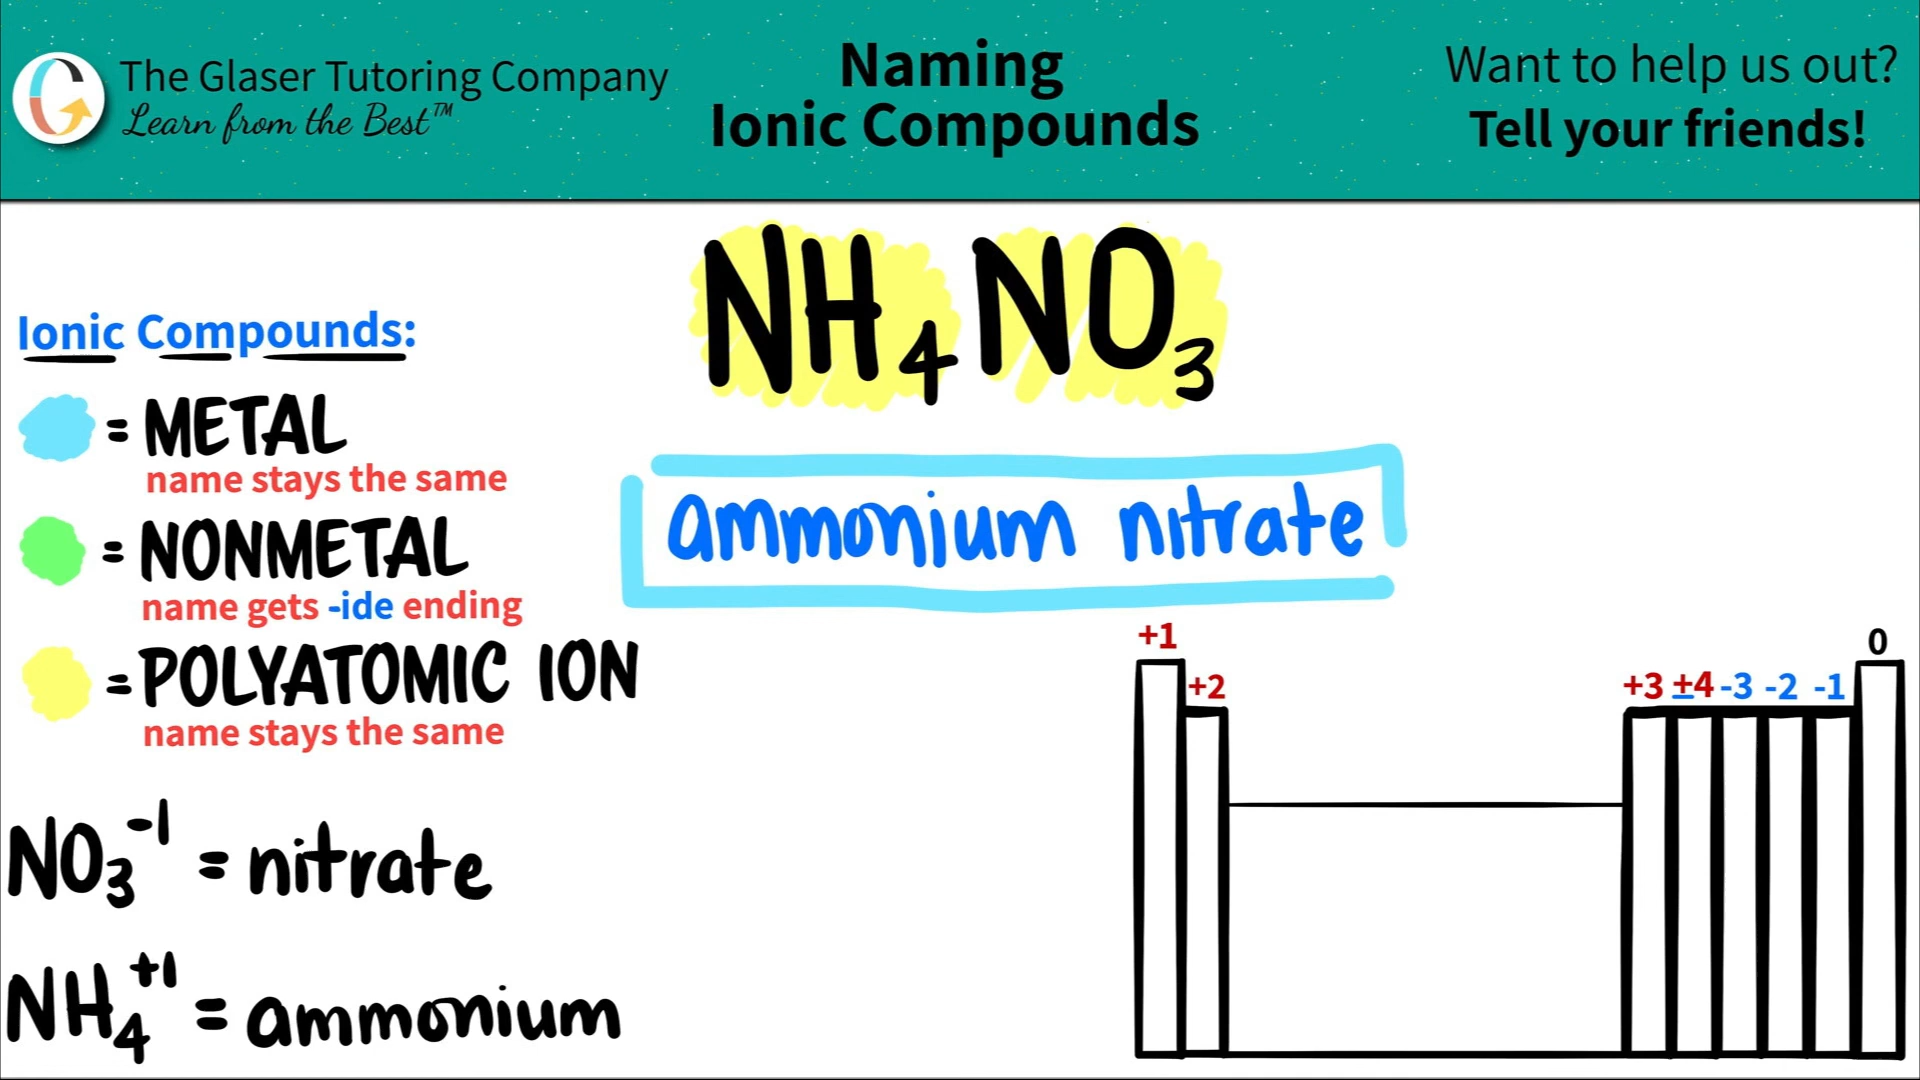 The Glaser Tutoring Company
Learn from the Best™
Naming
Ionic Compounds
Want to help us out?
Tell your friends!
NH₄NO₃
ammonium nitrate
Ionic Compounds:
= METAL
name stays the same
= NONMETAL
name gets -ide ending
= POLYATOMIC ION
name stays the same
NO₃⁻¹ = nitrate
NH₄⁺¹ = ammonium
+1
+2
+3 ±4 -3 -2 -1
0